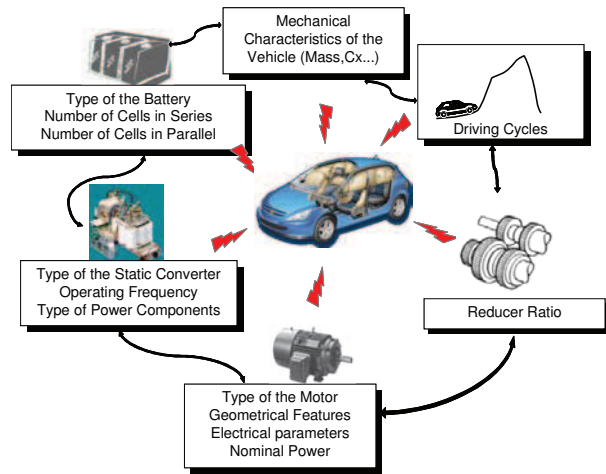 Mechanical
Characteristics of the
Vehicle (Mass,Cx...)
Type of the Battery
Number of Cells in Series
Number of Cells in Parallel
Driving Cycles
Type of the Static Converter
Operating Frequency
Type of Power Components
Reducer Ratio
Type of the Motor
Geometrical Features
Electrical parameters
Nominal Power